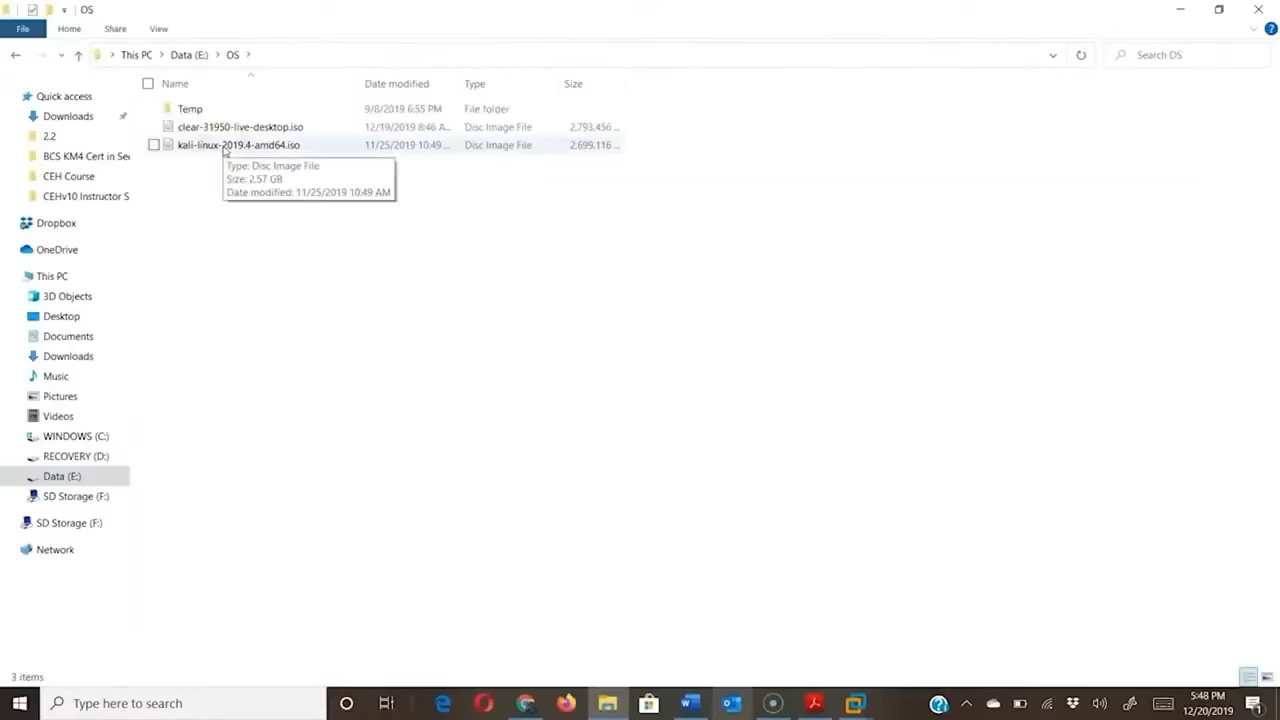 OS
File Home Share View
This PC Data (E:) OS Search OS
Name Date modified Type Size
Temp 9/8/2019 6:55 PM File folder
clear-31950-live-desktop.iso 12/19/2019 8:46 A... Disc Image File 2,793,456 ...
kali-linux-2019.4-amd64.iso 11/25/2019 10:49 ... Disc Image File 2,699,116 ...
Type: Disc Image File
Size: 2.57 GB
Date modified: 11/25/2019 10:49 AM
Quick access
Downloads
2.2
BCS KM4 Cert in Sec
CEH Course
CEHv10 Instructor S
Dropbox
OneDrive
This PC
3D Objects
Desktop
Documents
Downloads
Music
Pictures
Videos
WINDOWS (C:)
RECOVERY (D:)
Data (E:)
SD Storage (F:)
SD Storage (F:)
Network
3 items
Type here to search
5:48 PM
12/20/2019